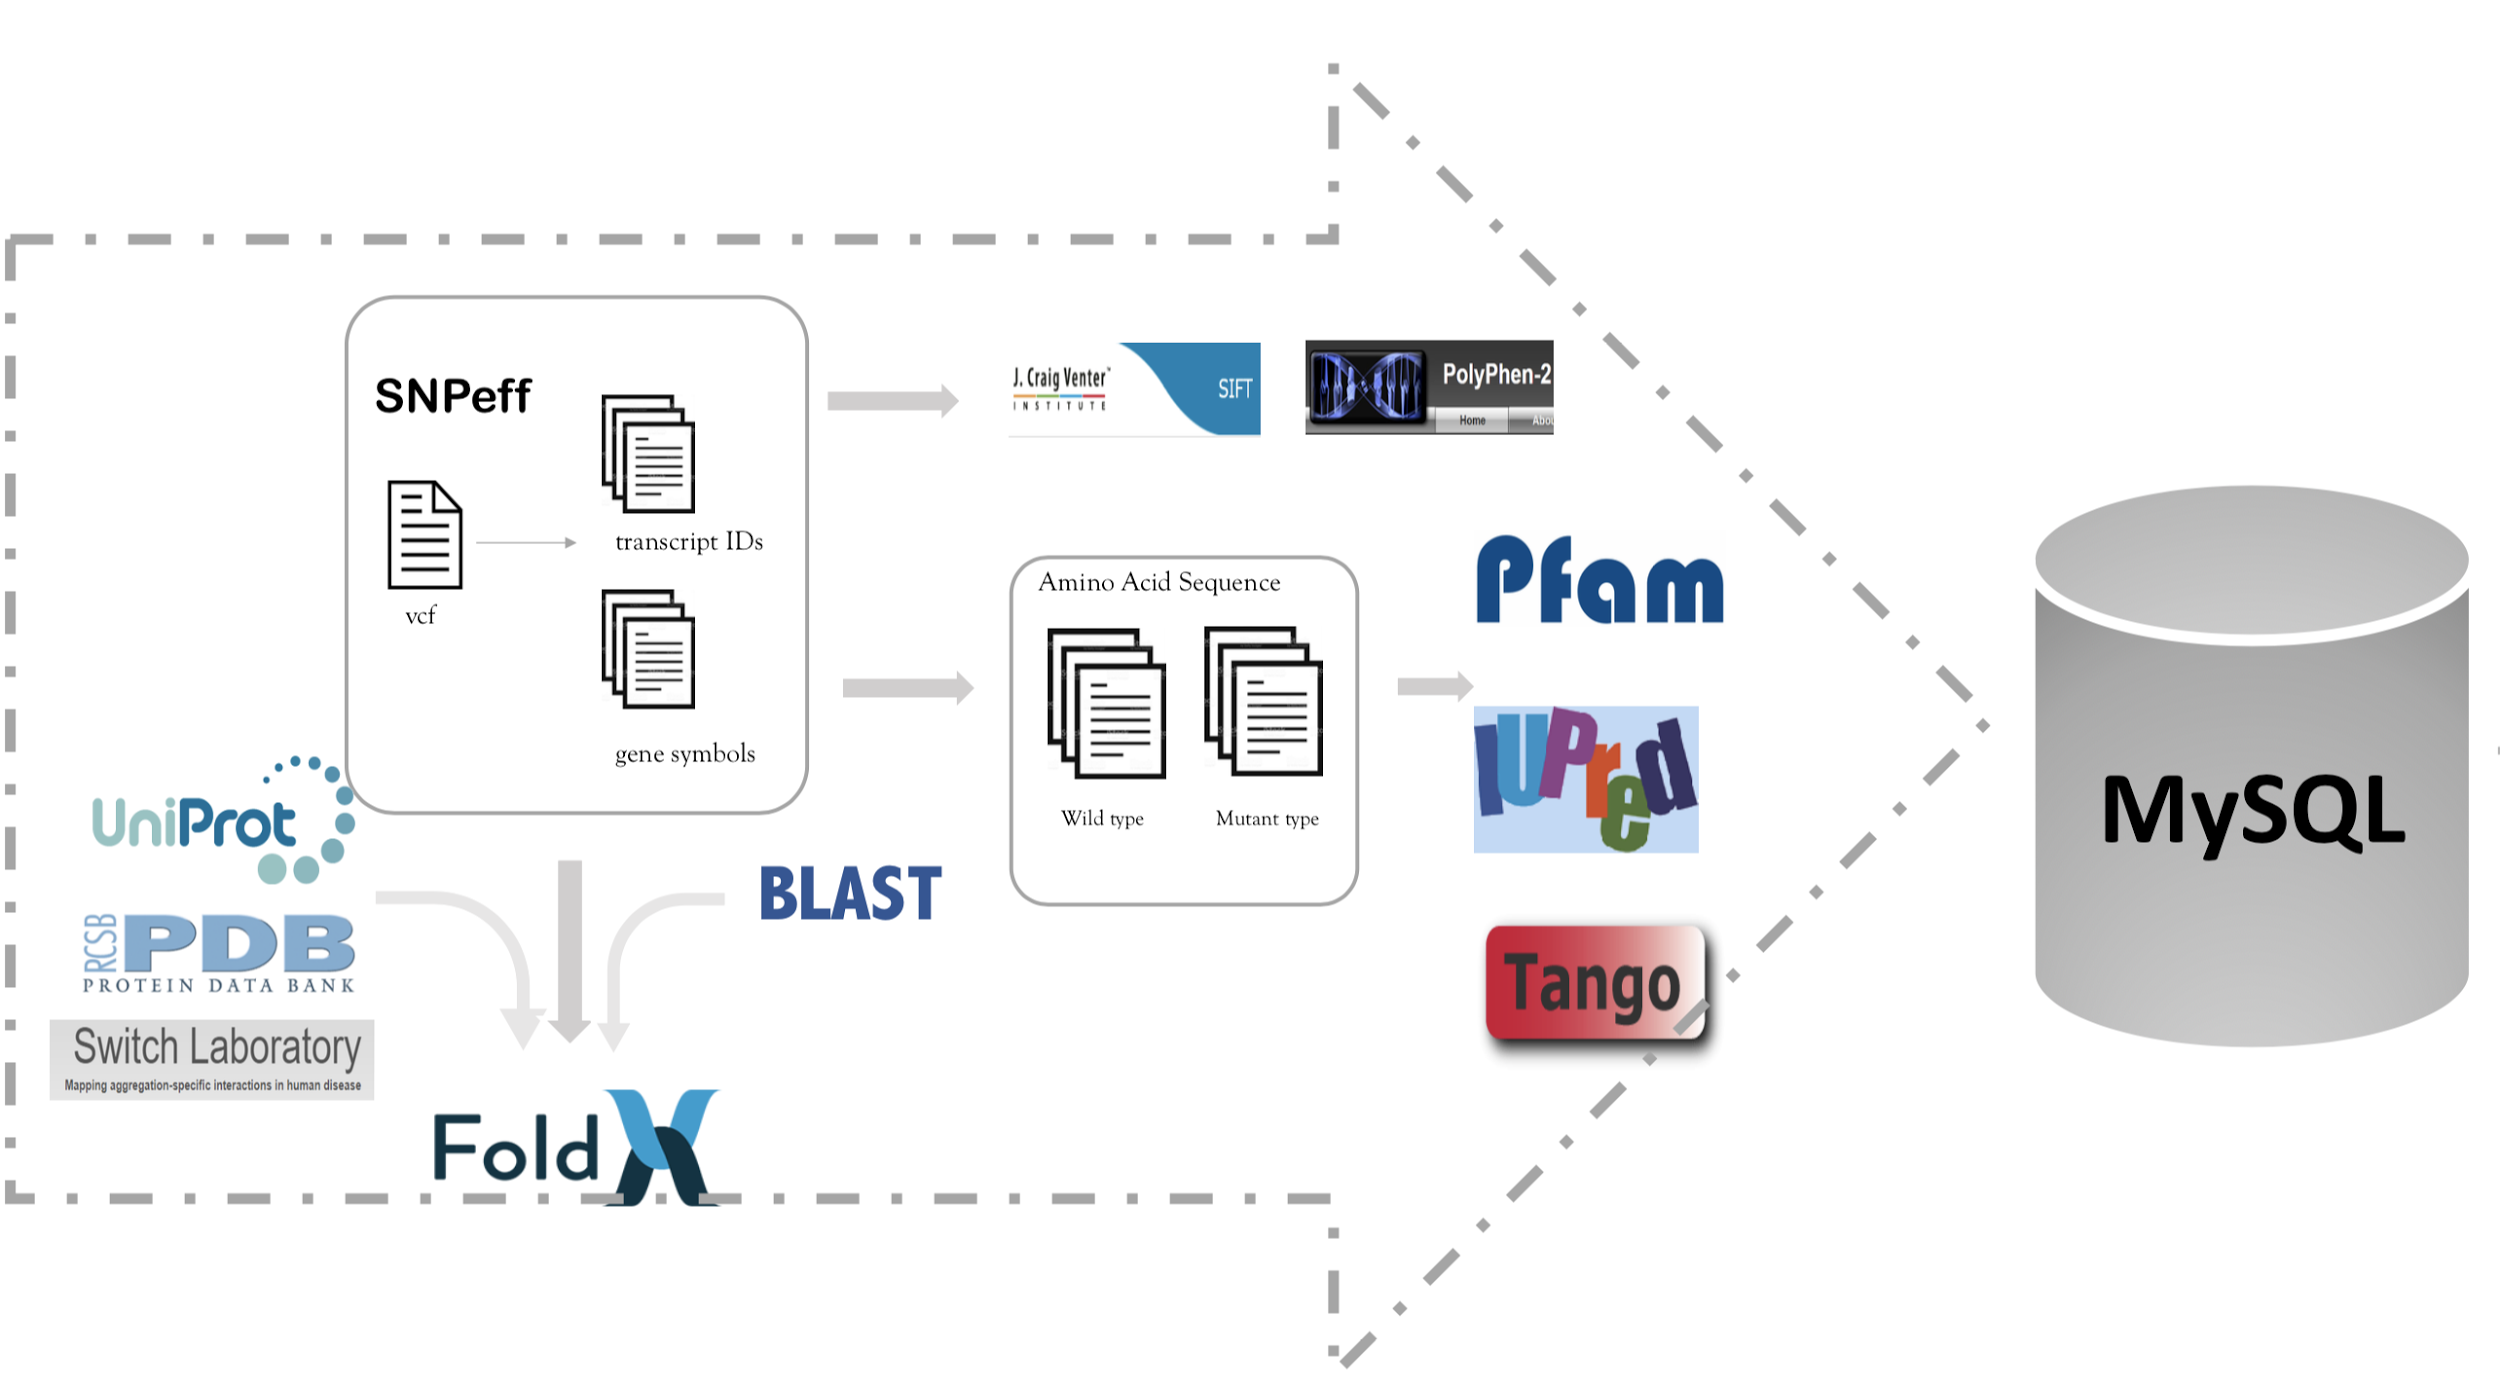 SNPeff
transcript IDs
vcf
gene symbols
J. Craig Venter™
INSTITUTE
SIFT
PolyPhen-2
Home
Abou
Amino Acid Sequence
Wild type
Mutant type
Pfam
IUPred
Tango
UniProt
RCSB
PDB
PROTEIN DATA BANK
Switch Laboratory
Mapping aggregation-specific interactions in human disease
BLAST
FoldX
MySQL